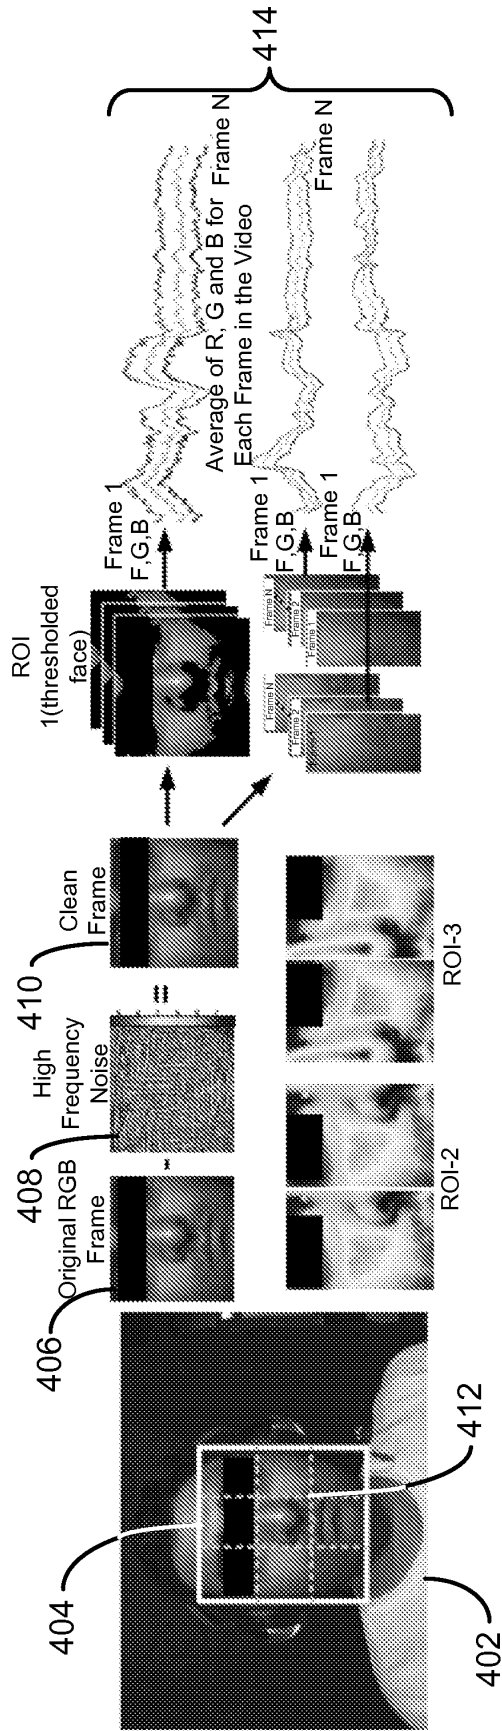 404
402
412
406
Original RGB
Frame
-
408
High
Frequency
Noise
=
410
Clean
Frame
ROI-2
ROI-3
ROI
1(thresholded
face)
Frame N
Frame 2
Frame 1
Frame N
Frame 2
Frame 1
Frame 1
F,G,B
Average of R, G and B for
Each Frame in the Video
Frame N
Frame 1
F,G,B
Frame N
Frame 1
F,G,B
414